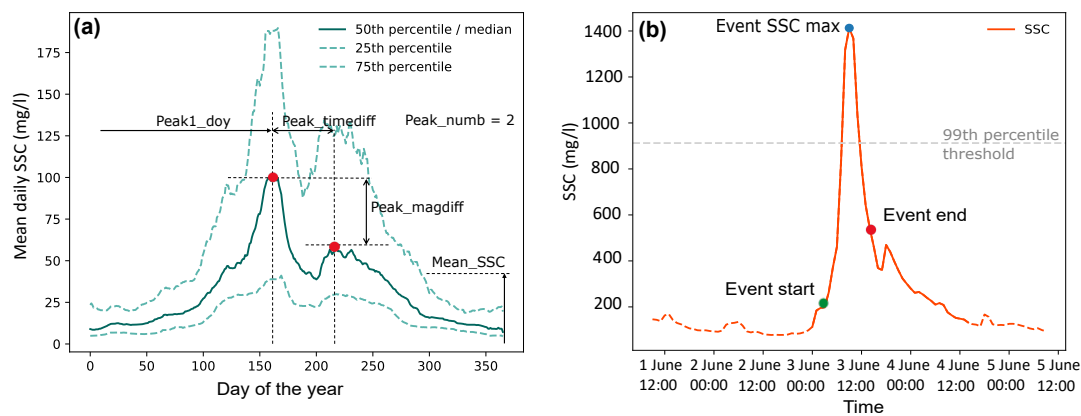 (a)
50th percentile / median
25th percentile
75th percentile
Peak1_doy
Peak_timediff
Peak_numb = 2
Peak_magdiff
Mean_SSC
Mean daily SSC (mg/l)
175
150
125
100
75
50
25
0
0 50 100 150 200 250 300 350
Day of the year
(b)
Event SSC max
SSC
99th percentile
threshold
Event end
Event start
SSC (mg/l)
1400
1200
1000
800
600
400
200
1 June 2 June 2 June 3 June 3 June 4 June 4 June 5 June 5 June
12:00 00:00 12:00 00:00 12:00 00:00 12:00 00:00 12:00
Time